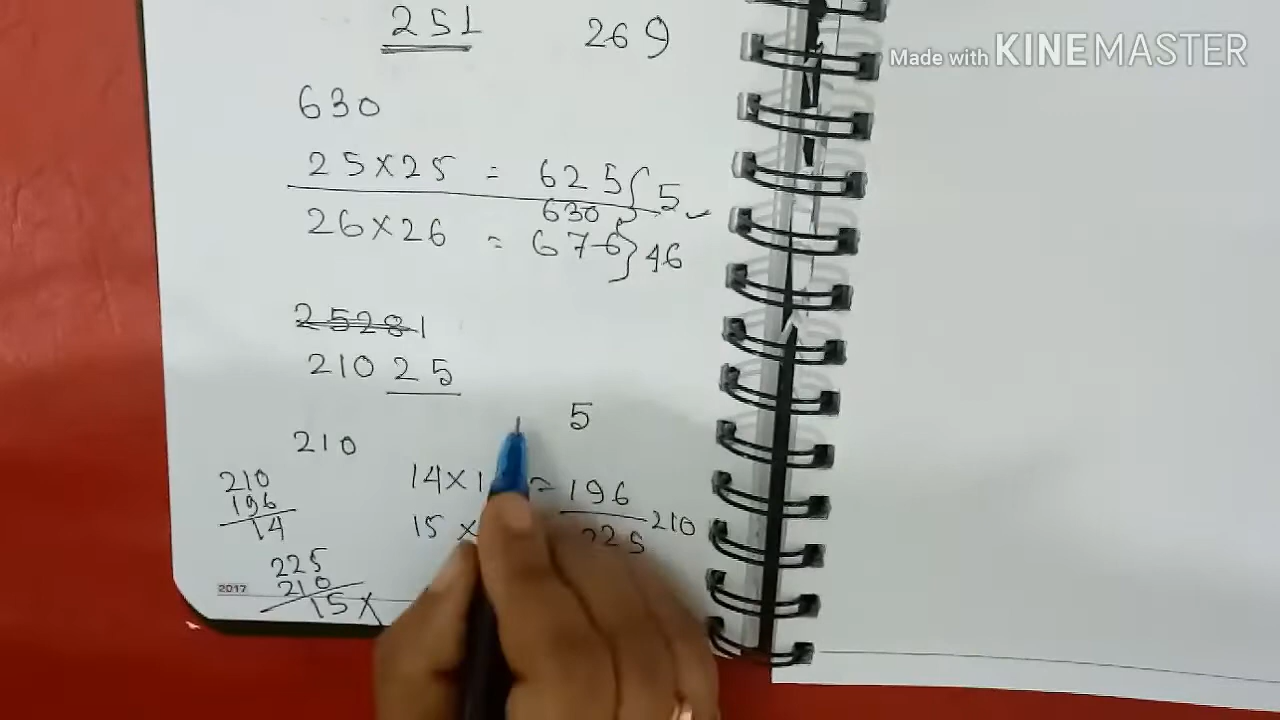 251 269
Made with KINEMASTER
630
25×25 = 625 } 5 ✓
630
26×26 = 676 } 46
25281
21025
5
210
14×1 = 196
210
196
14
15 × 225 210
225
210
15 ×
2017